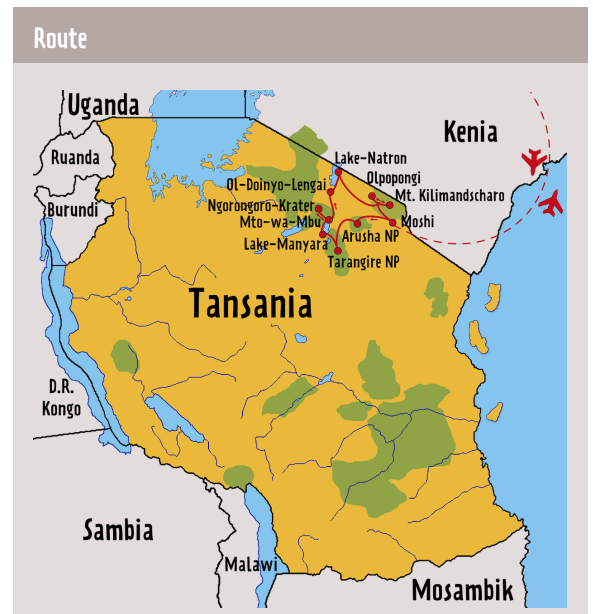 Route
Uganda
Kenia
Ruanda
Lake-Natron
Olpopongi
Ol-Doinyo-Lengai
Mt. Kilimandscharo
Ngorongoro-Krater
Burundi
Mto-wa-Mbu
Moshi
Arusha NP
Lake-Manyara
Tarangire NP
Tansania
D.R.
Kongo
Sambia
Malawi
Mosambik